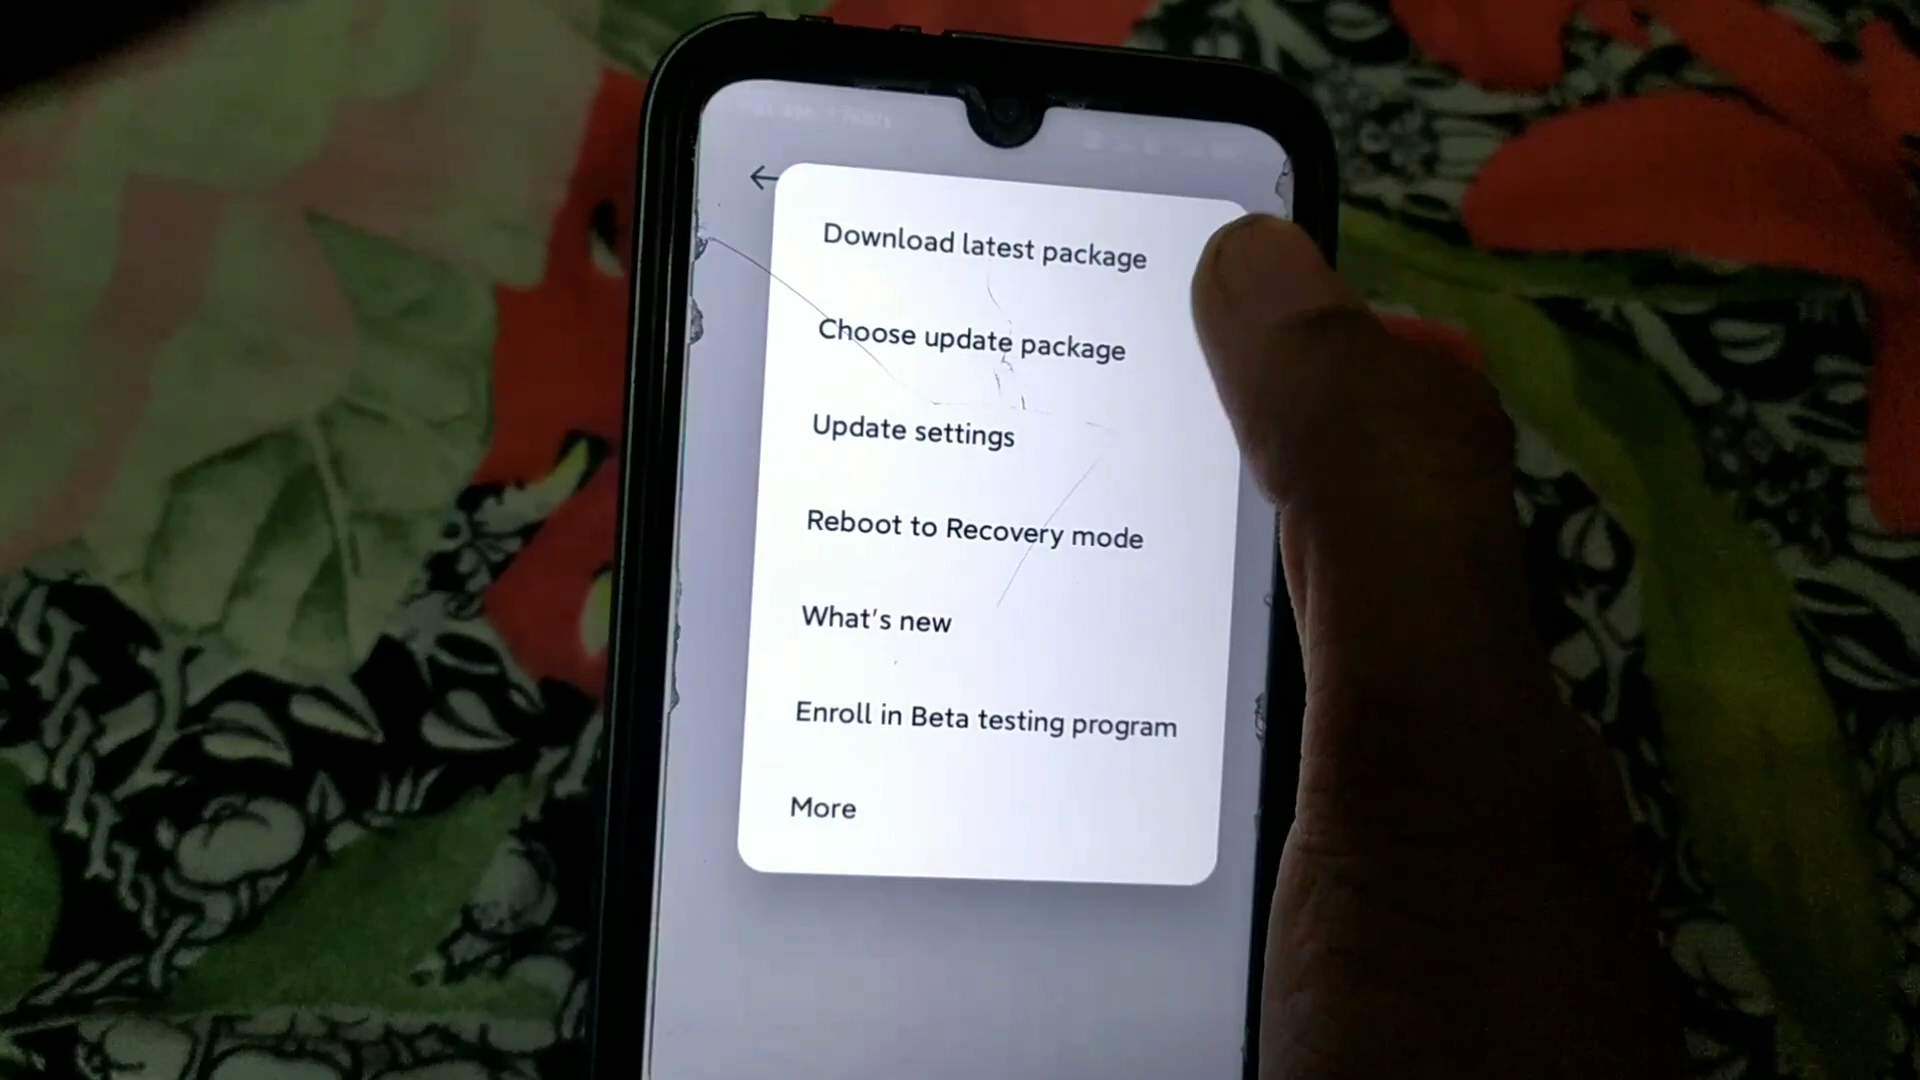 Download latest package
Choose update package
Update settings
Reboot to Recovery mode
What's new
Enroll in Beta testing program
More